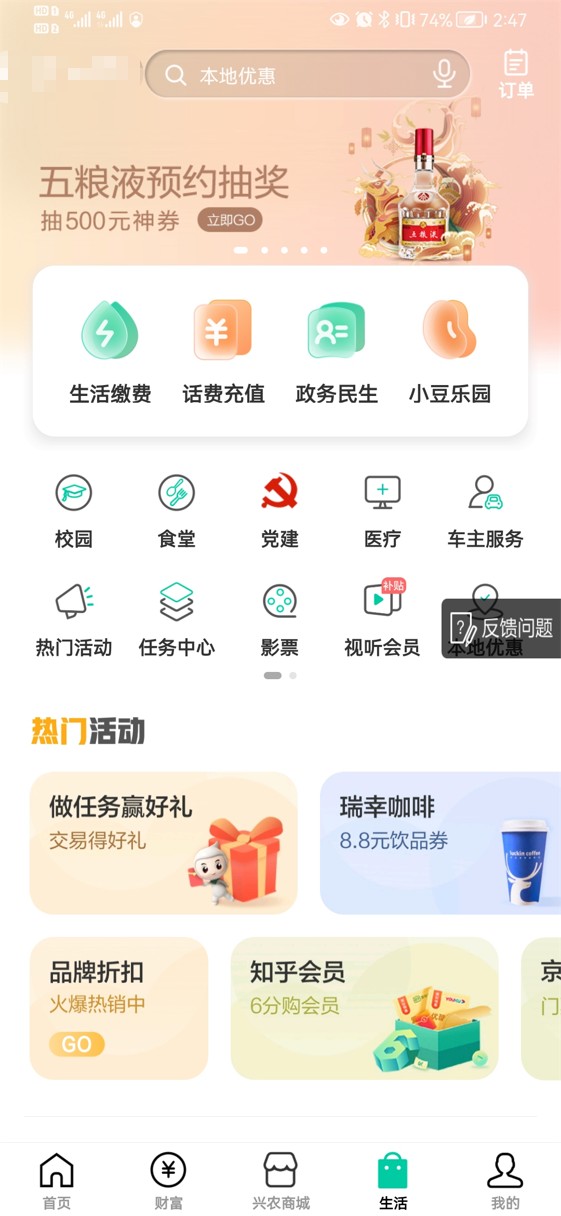 HD 1 4G 4G 74% 2:47
HD 2
本地优惠
订单
五粮液预约抽奖
抽500元神券 立即GO
五粮液
生活缴费 话费充值 政务民生 小豆乐园
校园 食堂 党建 医疗 车主服务
补贴
热门活动 任务中心 影票 视听会员 本地优惠
反馈问题
热门活动
做任务赢好礼 瑞幸咖啡
交易得好礼 8.8元饮品券
luckin coffee
品牌折扣 知乎会员 京
火爆热销中 6分购会员 门
GO
首页 财富 兴农商城 生活 我的